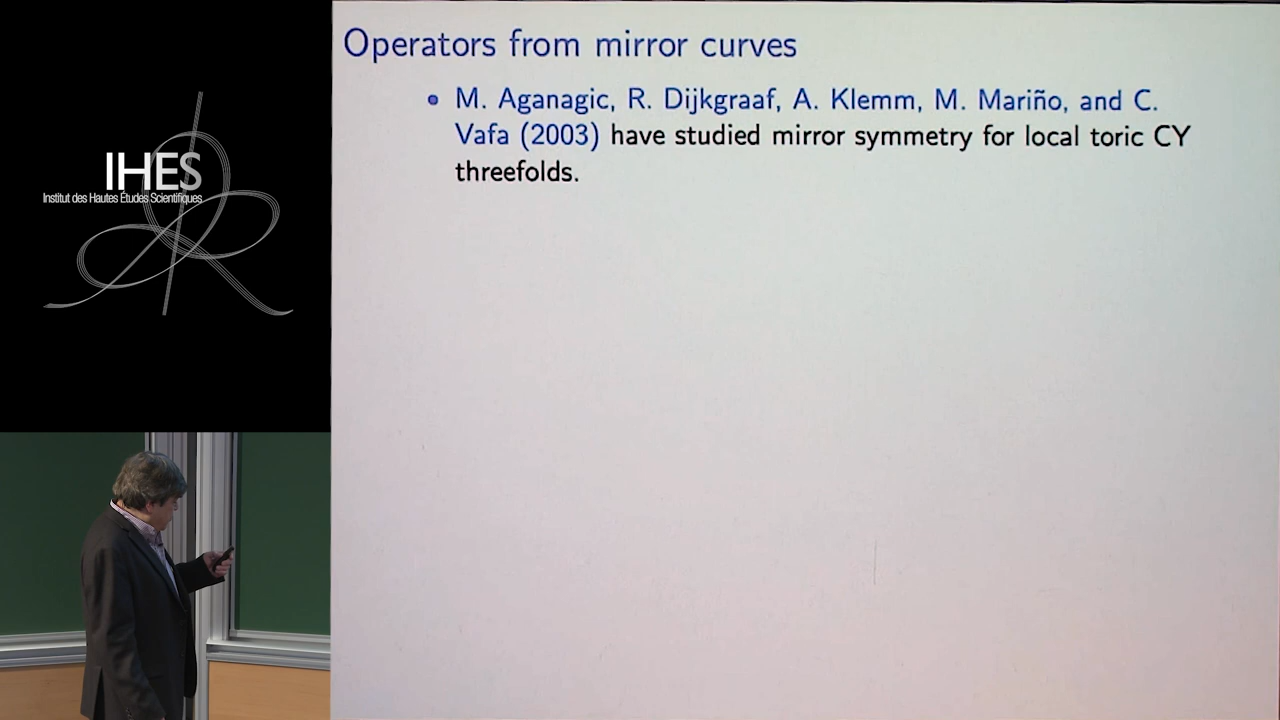 IHES
Institut des Hautes Études Scientifiques
Operators from mirror curves
• M. Aganagic, R. Dijkgraaf, A. Klemm, M. Mariño, and C.
Vafa (2003) have studied mirror symmetry for local toric CY
threefolds.